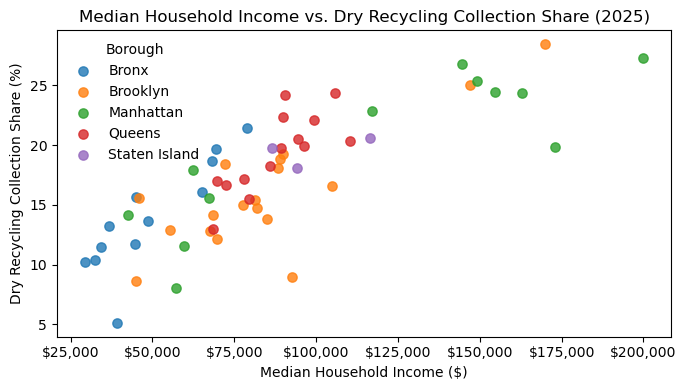 Median Household Income vs. Dry Recycling Collection Share (2025)
Dry Recycling Collection Share (%)
25
20
15
10
5
Borough
Bronx
Brooklyn
Manhattan
Queens
Staten Island
$25,000 $50,000 $75,000 $100,000 $125,000 $150,000 $175,000 $200,000
Median Household Income ($)